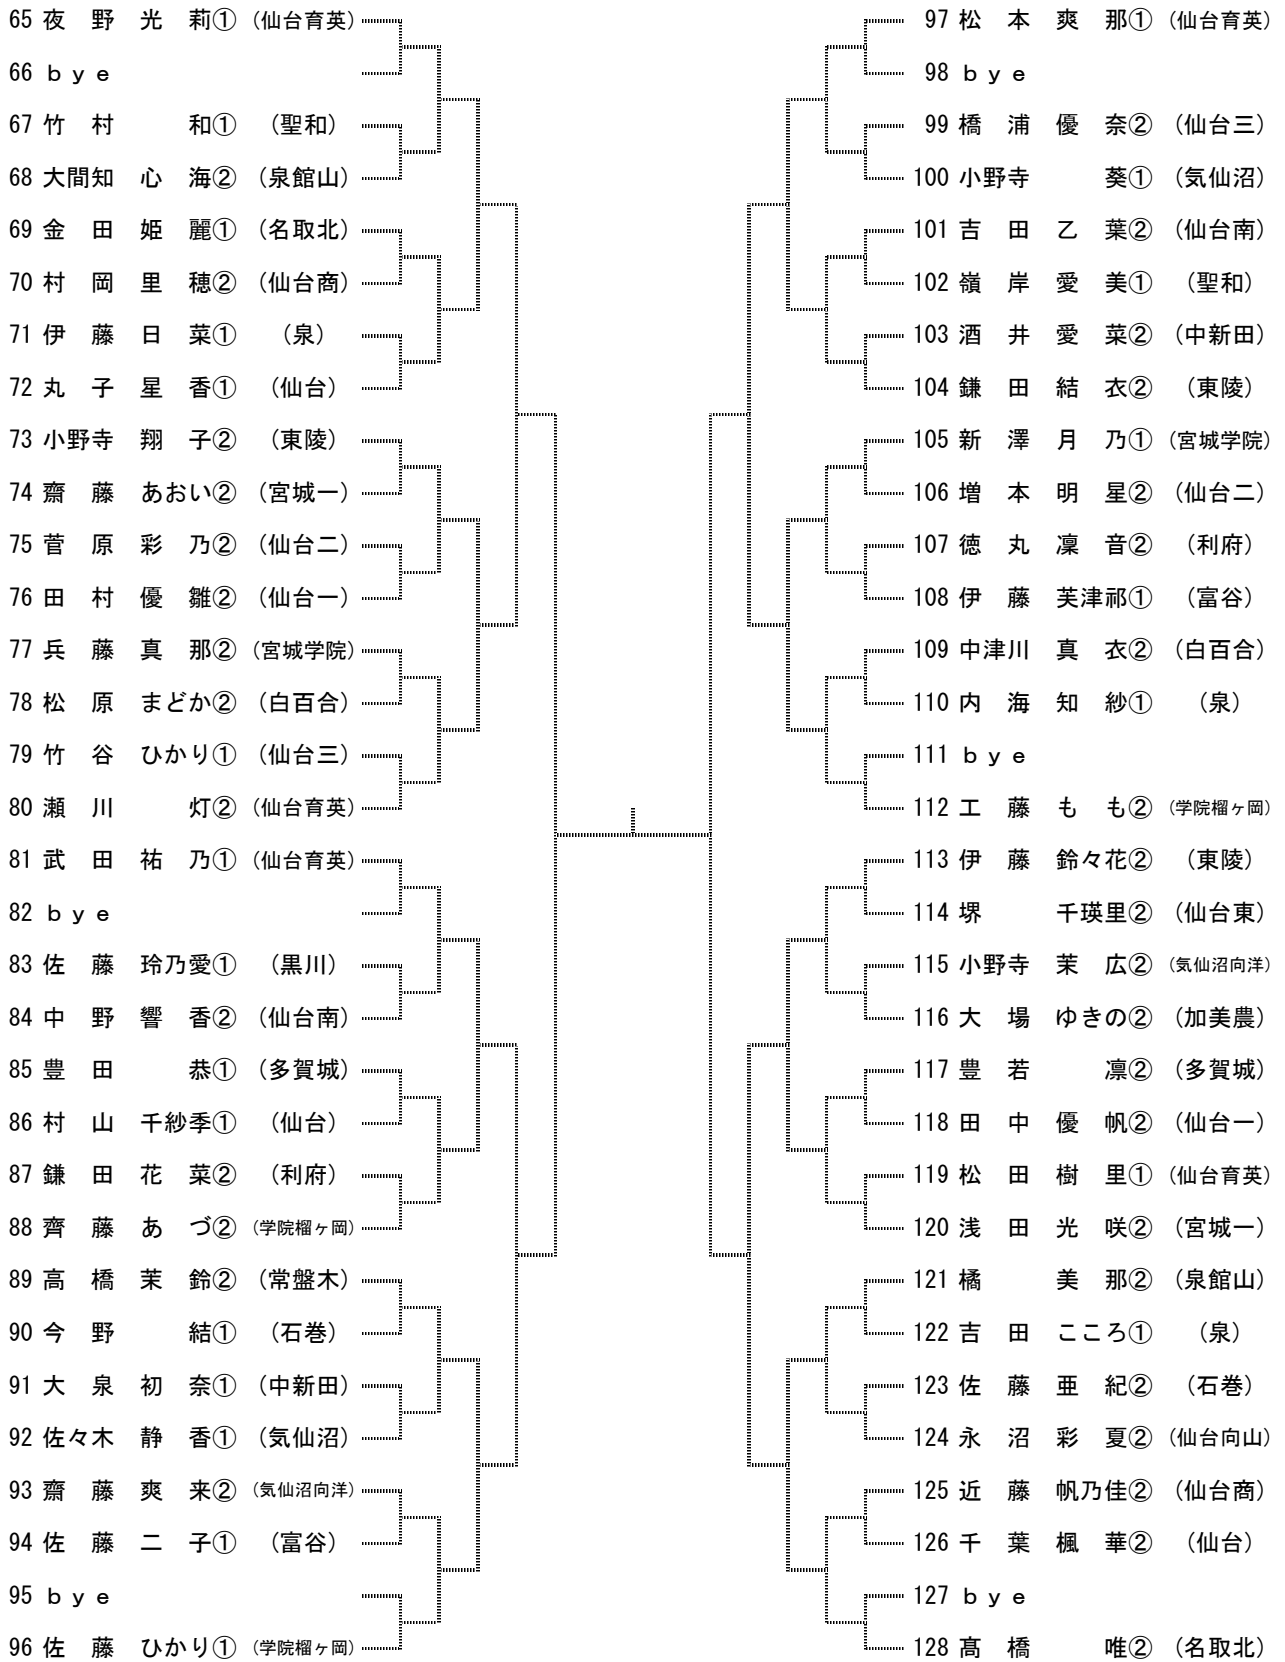 65 夜 野 光 莉① (仙台育英)
66 ｂｙｅ
67 竹 村 和① (聖和)
68 大間知 心 海② (泉館山)
69 金 田 姫 麗① (名取北)
70 村 岡 里 穂② (仙台商)
71 伊 藤 日 菜① (泉)
72 丸 子 星 香① (仙台)
73 小野寺 翔 子② (東陵)
74 齋 藤 あおい② (宮城一)
75 菅 原 彩 乃② (仙台二)
76 田 村 優 雛② (仙台一)
77 兵 藤 真 那② (宮城学院)
78 松 原 まどか② (白百合)
79 竹 谷 ひかり① (仙台三)
80 瀬 川 灯② (仙台育英)
81 武 田 祐 乃① (仙台育英)
82 ｂｙｅ
83 佐 藤 玲乃愛① (黒川)
84 中 野 響 香② (仙台南)
85 豊 田 恭① (多賀城)
86 村 山 千紗季① (仙台)
87 鎌 田 花 菜② (利府)
88 齊 藤 あ づ② (学院榴ヶ岡)
89 高 橋 茉 鈴② (常盤木)
90 今 野 結① (石巻)
91 大 泉 初 奈① (中新田)
92 佐々木 静 香① (気仙沼)
93 齋 藤 爽 来② (気仙沼向洋)
94 佐 藤 二 子① (富谷)
95 ｂｙｅ
96 佐 藤 ひかり① (学院榴ヶ岡)
97 松 本 爽 那① (仙台育英)
98 ｂｙｅ
99 橋 浦 優 奈② (仙台三)
100 小野寺 葵① (気仙沼)
101 吉 田 乙 葉② (仙台南)
102 嶺 岸 愛 美① (聖和)
103 酒 井 愛 菜② (中新田)
104 鎌 田 結 衣② (東陵)
105 新 澤 月 乃① (宮城学院)
106 増 本 明 星② (仙台二)
107 徳 丸 凜 音② (利府)
108 伊 藤 芙津祁① (富谷)
109 中津川 真 衣② (白百合)
110 内 海 知 紗① (泉)
111 ｂｙｅ
112 工 藤 も も② (学院榴ヶ岡)
113 伊 藤 鈴々花② (東陵)
114 堺 千瑛里② (仙台東)
115 小野寺 茉 広② (気仙沼向洋)
116 大 場 ゆきの② (加美農)
117 豊 若 凛② (多賀城)
118 田 中 優 帆② (仙台一)
119 松 田 樹 里① (仙台育英)
120 浅 田 光 咲② (宮城一)
121 橘 美 那② (泉館山)
122 吉 田 こころ① (泉)
123 佐 藤 亜 紀② (石巻)
124 永 沼 彩 夏② (仙台向山)
125 近 藤 帆乃佳② (仙台商)
126 千 葉 楓 華② (仙台)
127 ｂｙｅ
128 髙 橋 唯② (名取北)